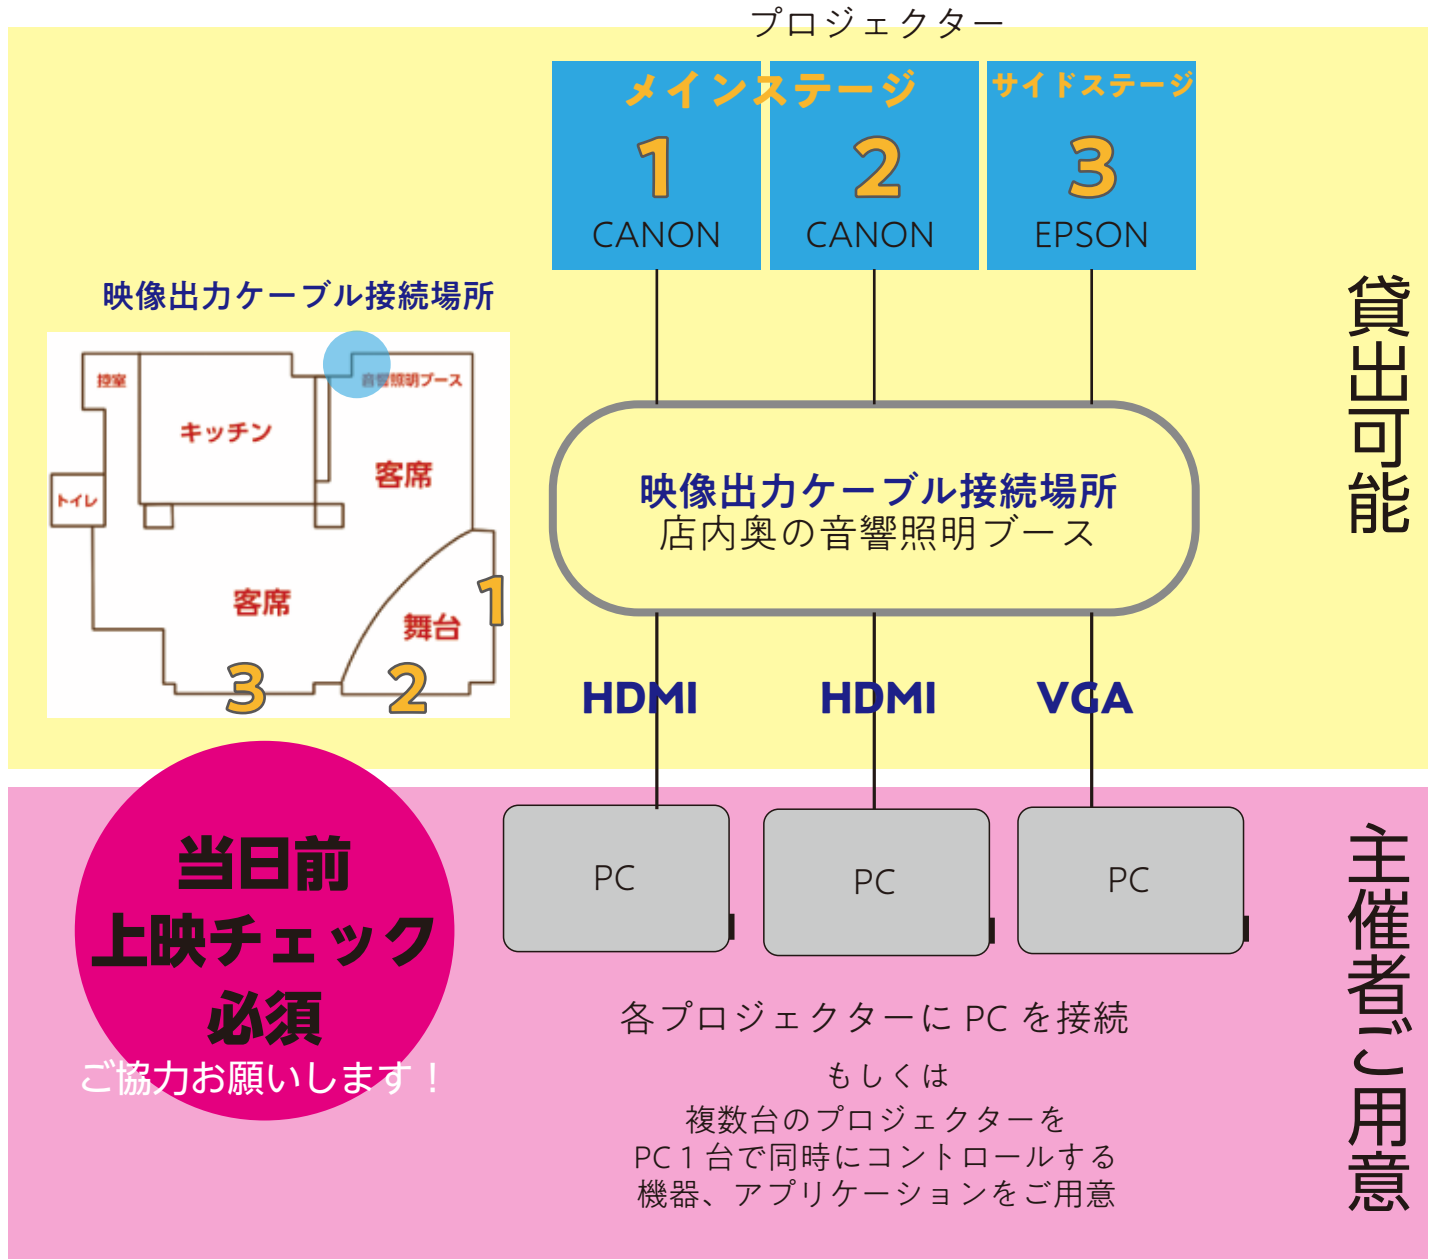 プロジェクター
メインステージ
サイドステージ
1
2
3
CANON
CANON
EPSON
貸出可能
映像出力ケーブル接続場所
控室
音響照明ブース
キッチン
客席
トイレ
客席
舞台
1
2
3
映像出力ケーブル接続場所
店内奥の音響照明ブース
HDMI
HDMI
VGA
当日前
上映チェック
必須
ご協力お願いします！
PC
PC
PC
各プロジェクターに PC を接続
もしくは
複数台のプロジェクターを
PC 1 台で同時にコントロールする
機器、アプリケーションをご用意
主催者ご用意